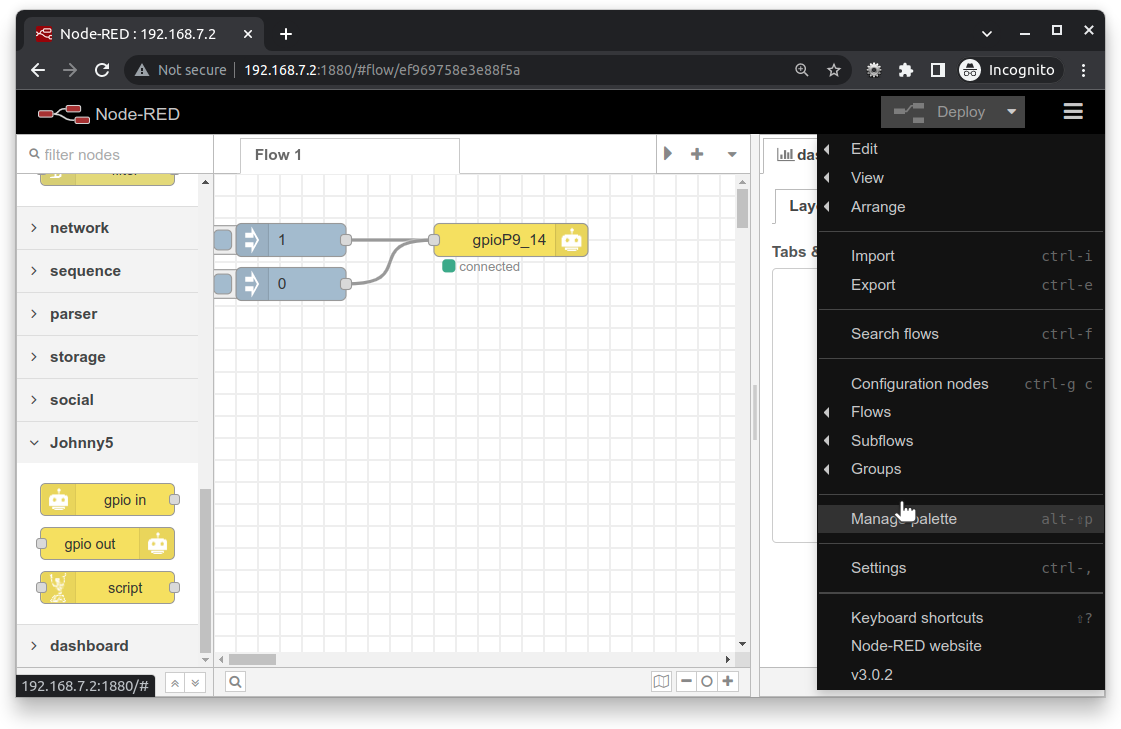 Node-RED : 192.168.7.2
Not secure
192.168.7.2:1880/#flow/ef969758e3e88f5a
Incognito
Node-RED
Deploy
filter nodes
Flow 1
das
filter
network
sequence
parser
storage
social
Johnny5
gpio in
gpio out
script
dashboard
192.168.7.2:1880/#
1
0
gpioP9_14
connected
Lay
Tabs &
Edit
View
Arrange
Import ctrl-i
Export ctrl-e
Search flows ctrl-f
Configuration nodes ctrl-g c
Flows
Subflows
Groups
Manage palette alt-⇧p
Settings ctrl-,
Keyboard shortcuts ⇧?
Node-RED website
v3.0.2